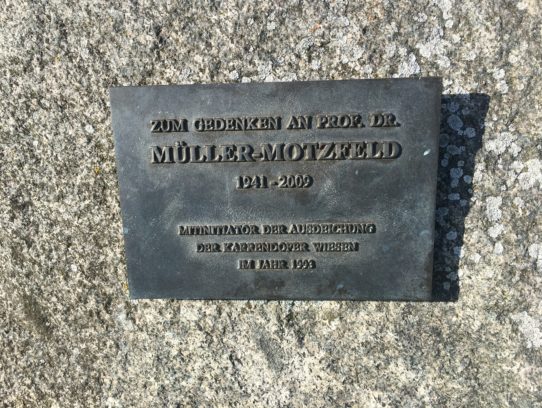 ZUM GEDENKEN AN PROF. DR.
MÜLLER-MOTZFELD
1941-2009
MITINITIATOR DER AUSDEICHUNG
DER KARRENDORFER WIESEN
IM JAHR 1993